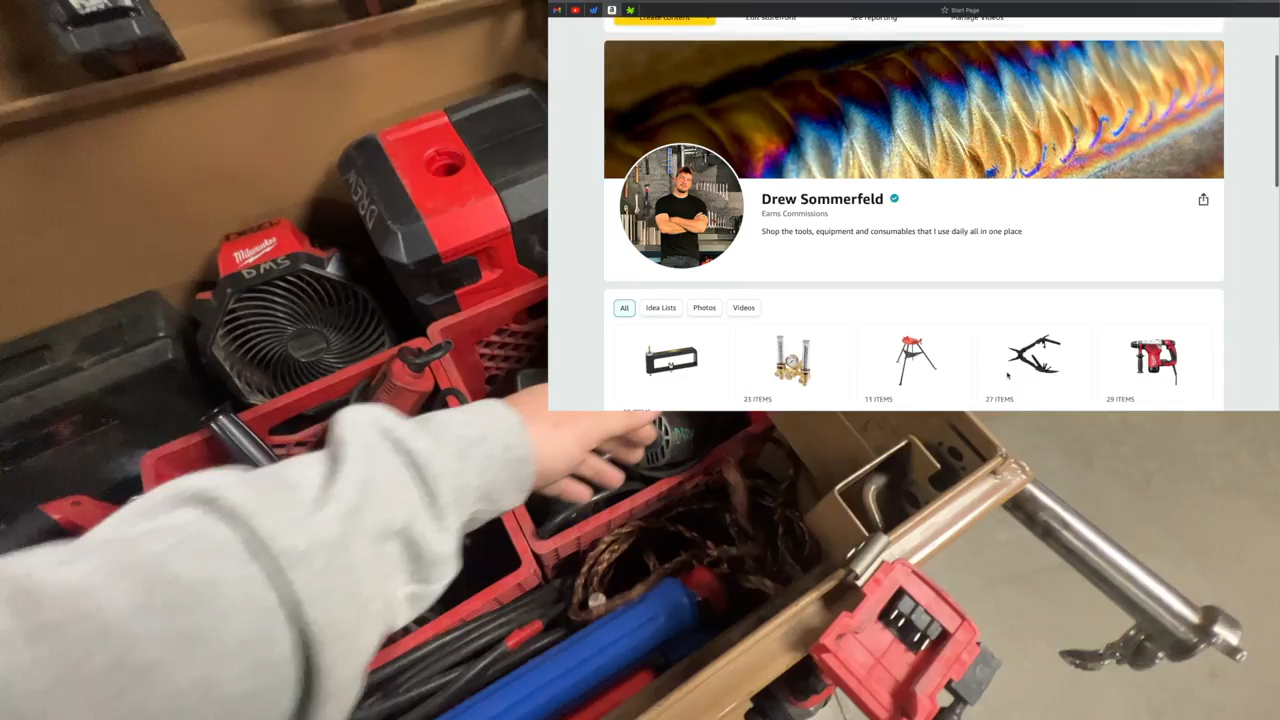 Start Page
Create content
Edit storefront
See reporting
Manage Videos
Drew Sommerfeld
Earns Commissions
Shop the tools, equipment and consumables that I use daily all in one place
All
Idea Lists
Photos
Videos
23 ITEMS
13 ITEMS
27 ITEMS
29 ITEMS
DREW
Milwaukee
DMS